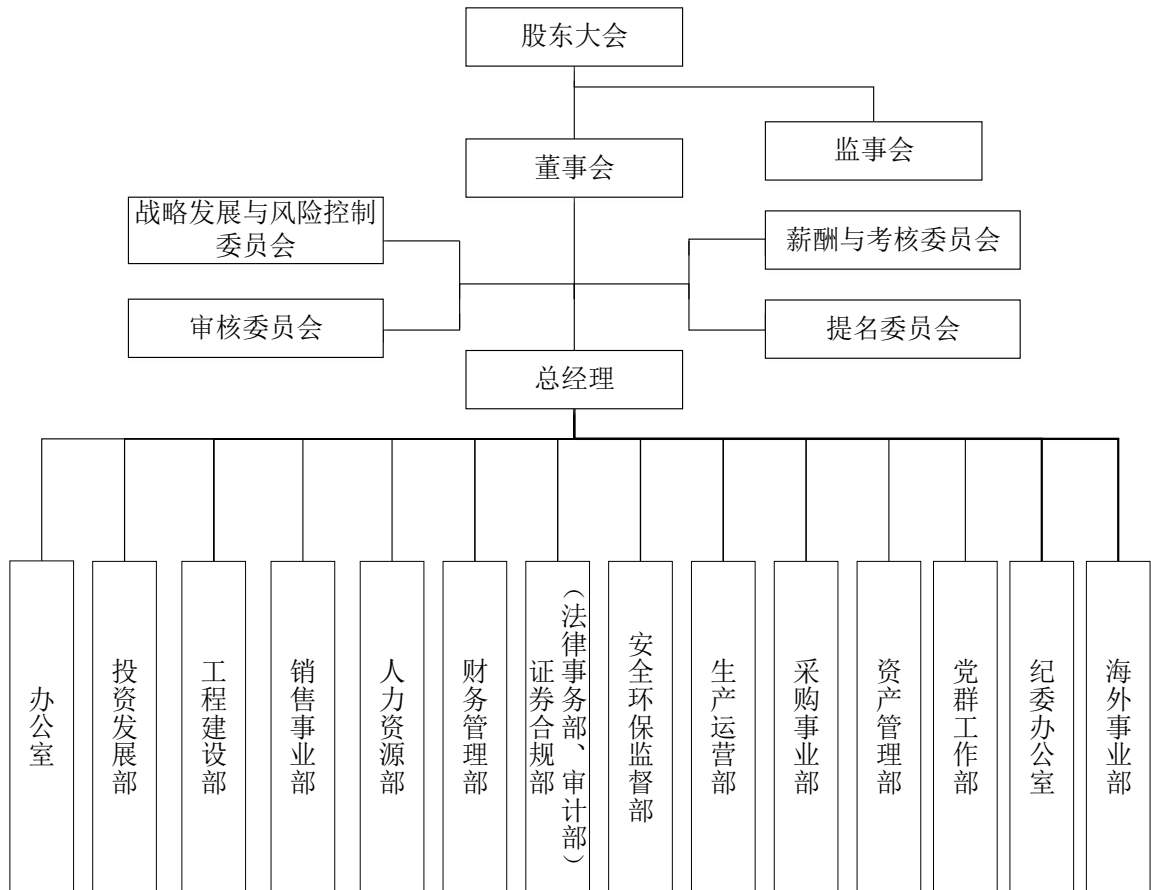 股东大会
监事会
董事会
战略发展与风险控制
委员会
薪酬与考核委员会
审核委员会
提名委员会
总经理
办公室
投资发展部
工程建设部
销售事业部
人力资源部
财务管理部
证券合规部
（法律事务部、审计部）
安全环保监督部
生产运营部
采购事业部
资产管理部
党群工作部
纪委办公室
海外事业部